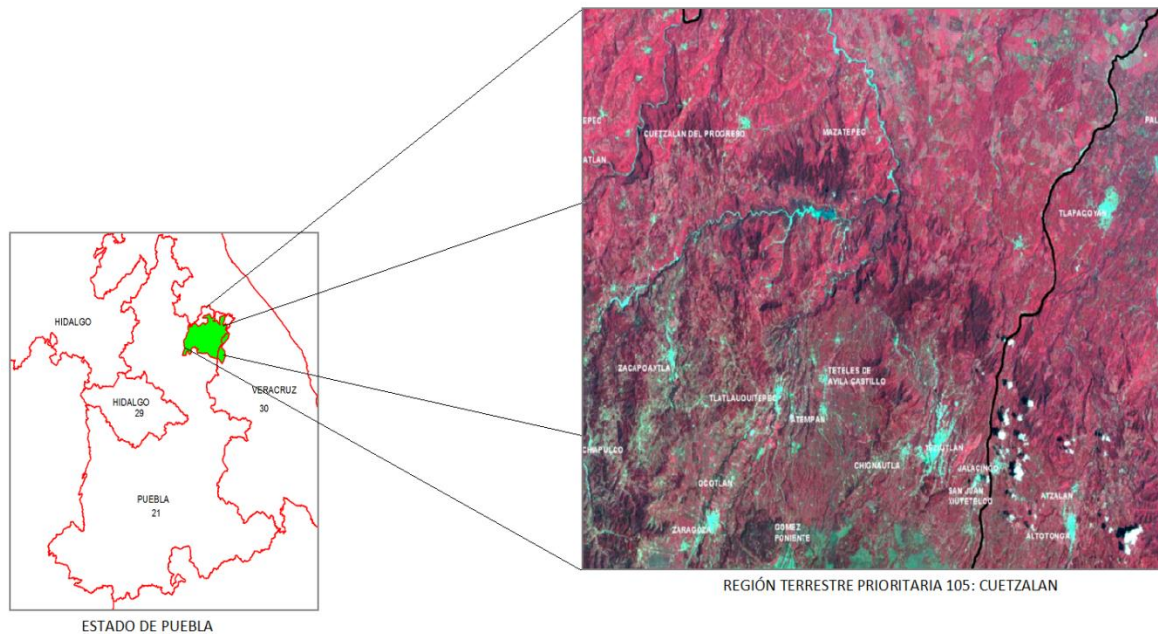 HIDALGO
HIDALGO
29
VERACRUZ
30
PUEBLA
21
ESTADO DE PUEBLA
TEPEC
CUETZALAN DEL PROGRESO
MAZATEPEC
ATLAN
TLAPACOYAN
ZACAPOAXTLA
TETELES DE
AVILA CASTILLO
TLATLAUQUITEPEC
ATEMPAN
CHIGNAUTLA
JALACINGO
SAN JUAN
XIUTETELCO
ATZALAN
OCOTLAN
ZARAGOZA
GOMEZ
PONIENTE
ALTOTONGA
REGIÓN TERRESTRE PRIORITARIA 105: CUETZALAN